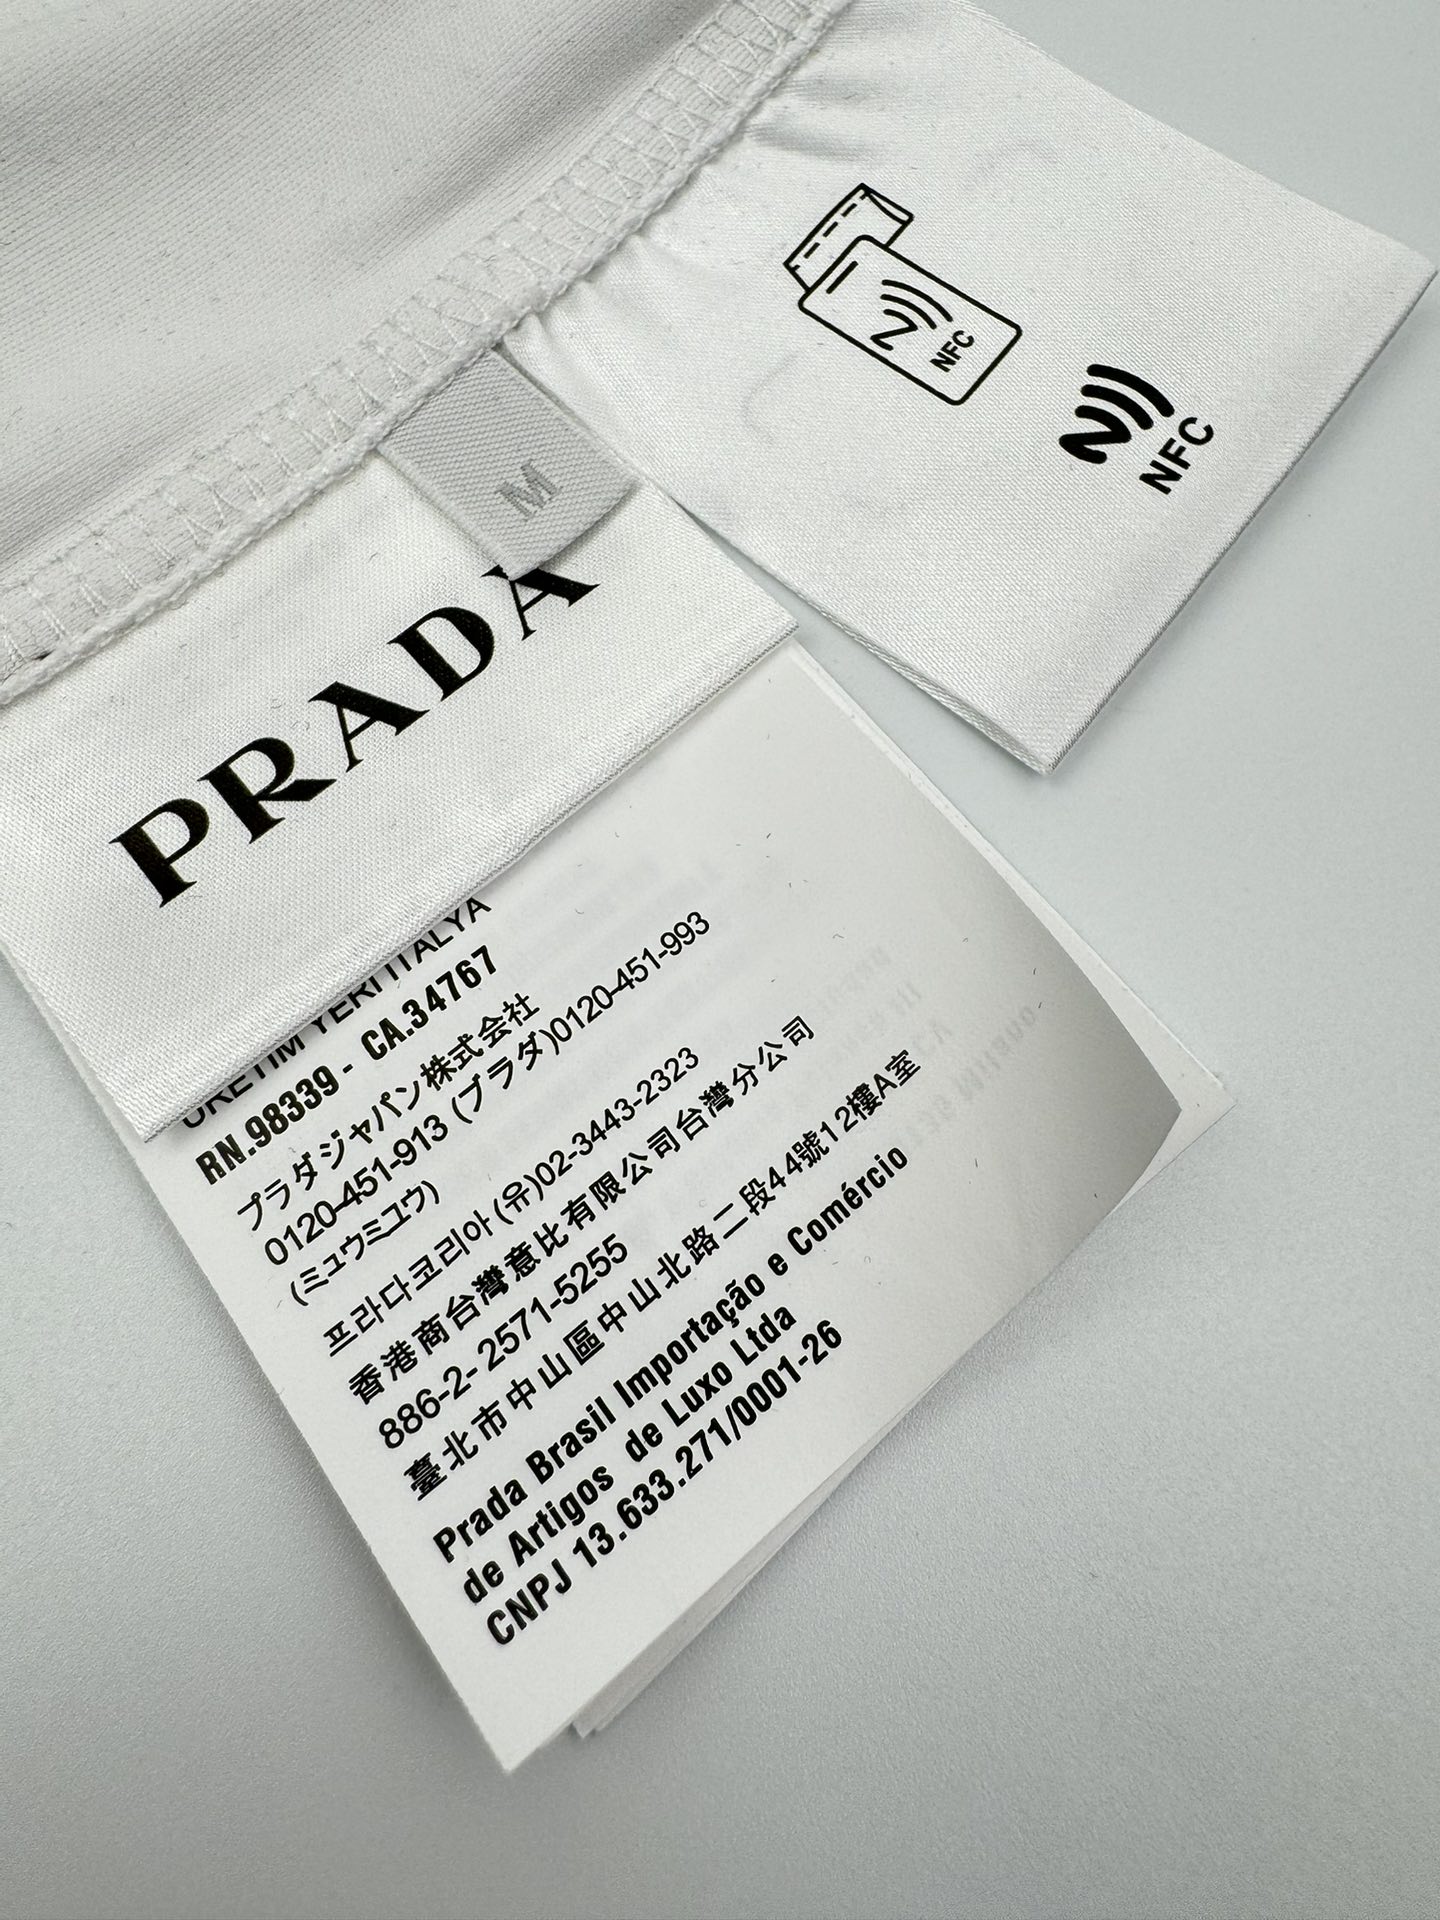 NFC
NFC
M
PRADA
ÜRETIM YERI ITALYA
RN.98339 - CA.34767
プラダジャパン株式会社
0120-451-913 (プラダ)0120-451-993
(ミュウミュウ)
프라다코리아 (유)02-3443-2323
香港商台灣意比有限公司台灣分公司
886-2- 2571-5255
臺北市中山區中山北路二段44號12樓A室
Prada Brasil Importação e Comércio
de Artigos de Luxo Ltda
CNPJ 13.633.271/0001-26